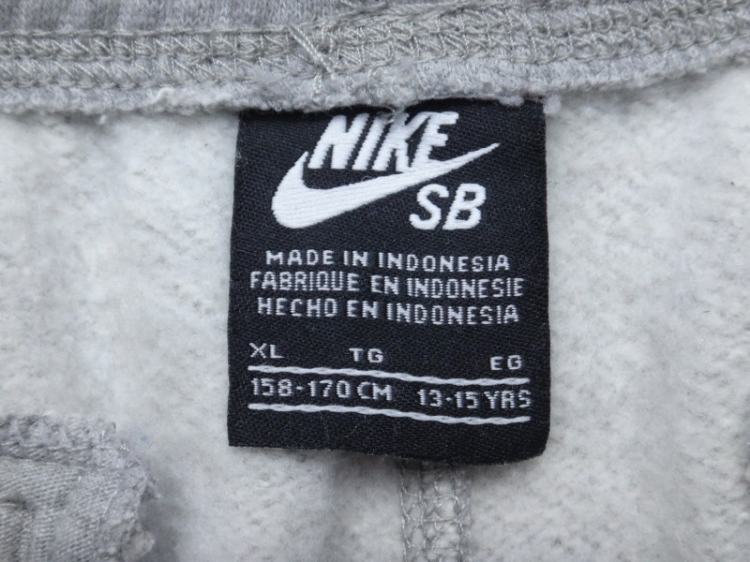 NIKE
SB
MADE IN INDONESIA
FABRIQUE EN INDONESIE
HECHO EN INDONESIA
XL TG EG
158-170 CM 13-15 YRS